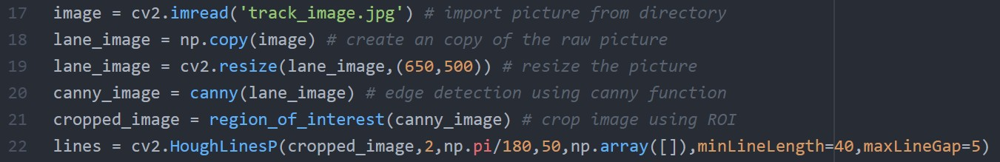 17 image = cv2.imread('track_image.jpg') # import picture from directory
18 lane_image = np.copy(image) # create an copy of the raw picture
19 lane_image = cv2.resize(lane_image,(650,500)) # resize the picture
20 canny_image = canny(lane_image) # edge detection using canny function
21 cropped_image = region_of_interest(canny_image) # crop image using ROI
22 lines = cv2.HoughLinesP(cropped_image,2,np.pi/180,50,np.array([]),minLineLength=40,maxLineGap=5)